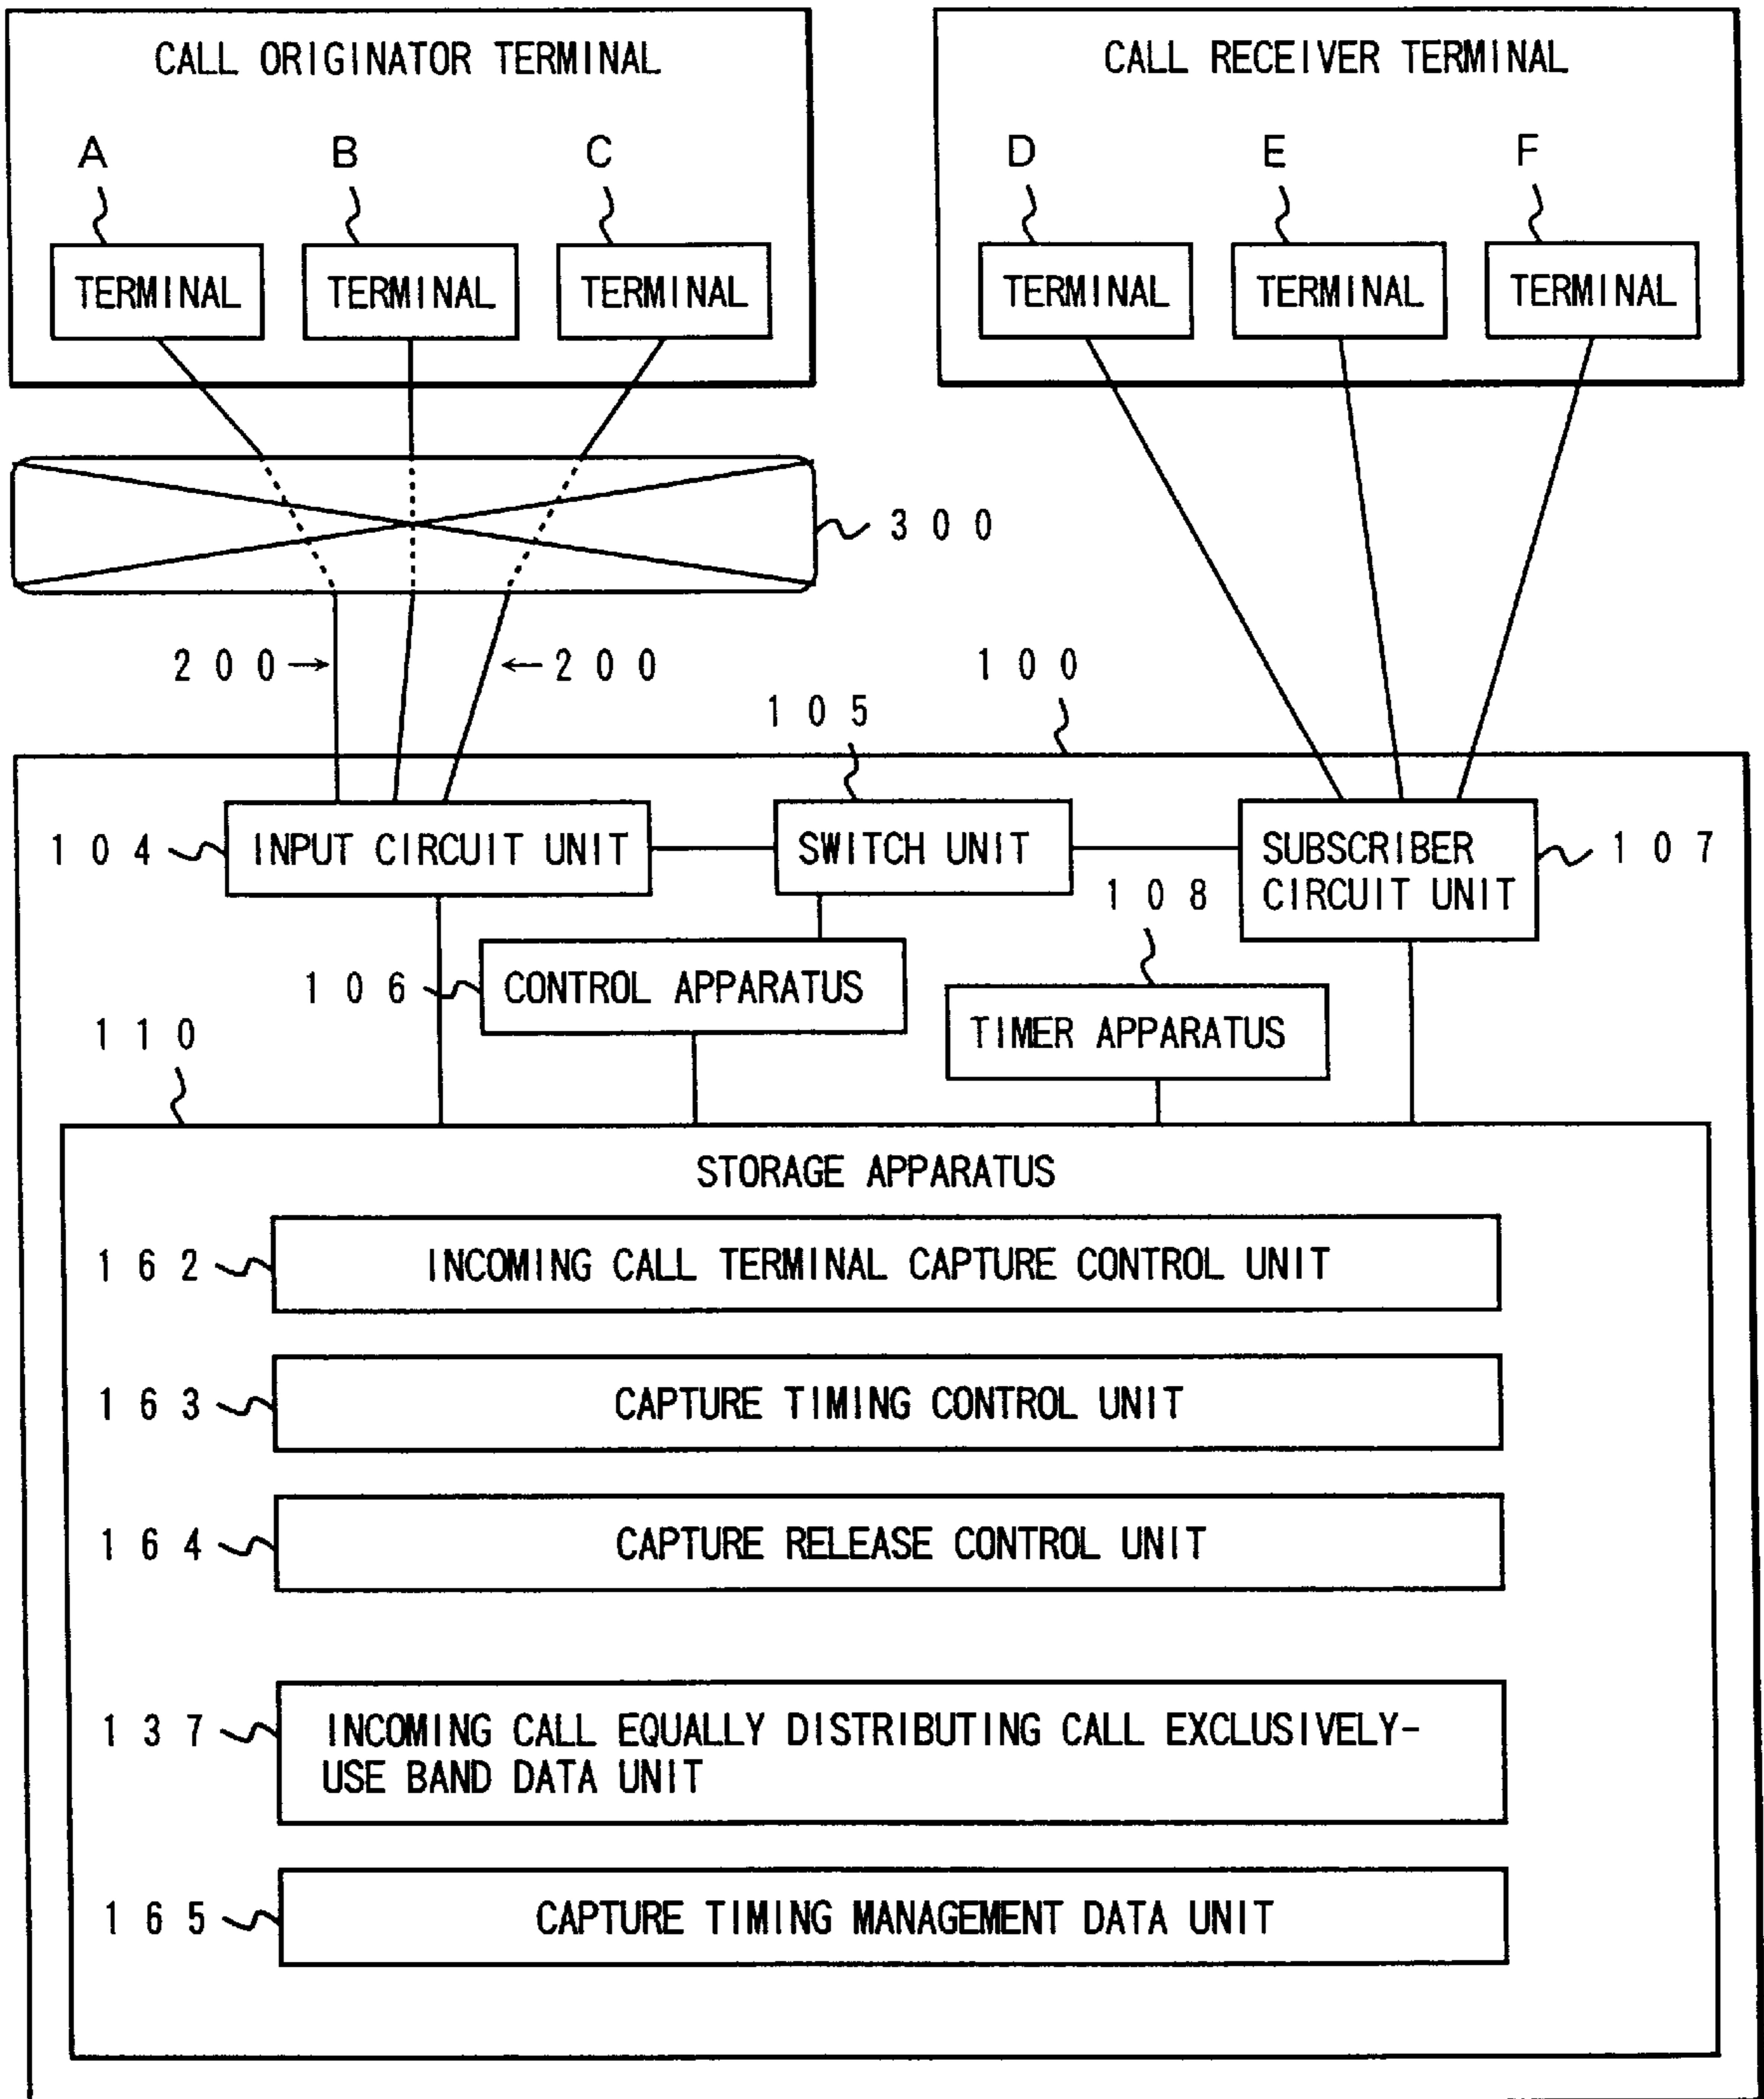 CALL ORIGINATOR TERMINAL
CALL RECEIVER TERMINAL
A B C
D E F
TERMINAL TERMINAL TERMINAL
TERMINAL TERMINAL TERMINAL
300
200 200
100
105
104
INPUT CIRCUIT UNIT
SWITCH UNIT
SUBSCRIBER
CIRCUIT UNIT
107
108
106
CONTROL APPARATUS
TIMER APPARATUS
110
STORAGE APPARATUS
162
INCOMING CALL TERMINAL CAPTURE CONTROL UNIT
163
CAPTURE TIMING CONTROL UNIT
164
CAPTURE RELEASE CONTROL UNIT
137
INCOMING CALL EQUALLY DISTRIBUTING CALL EXCLUSIVELY-
USE BAND DATA UNIT
165
CAPTURE TIMING MANAGEMENT DATA UNIT